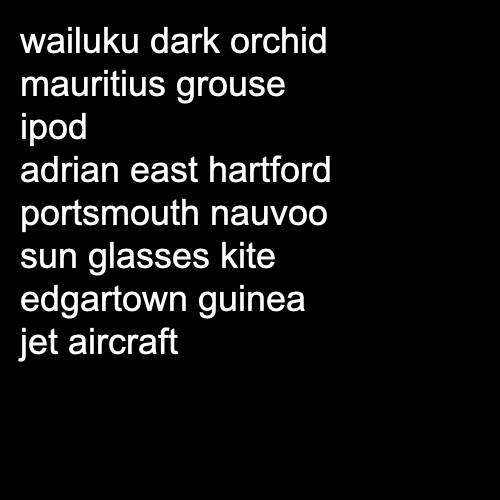 wailuku dark orchid
mauritius grouse
ipod
adrian east hartford
portsmouth nauvoo
sun glasses kite
edgartown guinea
jet aircraft